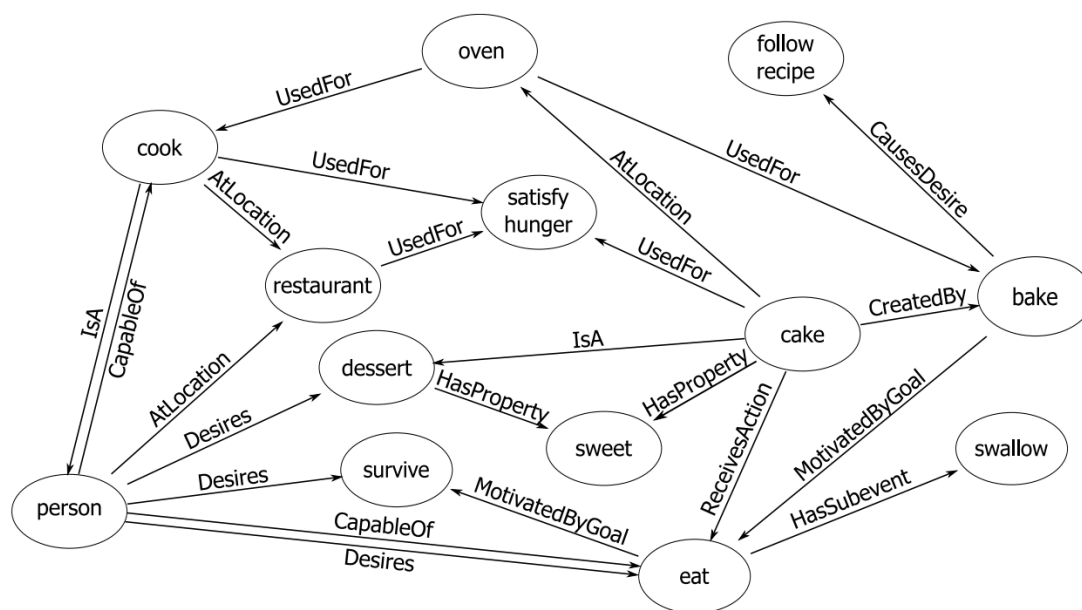 oven
follow
recipe
UsedFor
cook
UsedFor
UsedFor
CausesDesire
AtLocation
AtLocation
satisfy
hunger
UsedFor
UsedFor
restaurant
bake
CreatedBy
cake
IsA
CapableOf
IsA
dessert
HasProperty
HasProperty
AtLocation
Desires
sweet
MotivatedByGoal
swallow
survive
Desires
ReceivesAction
HasSubevent
MotivatedByGoal
person
CapableOf
Desires
eat